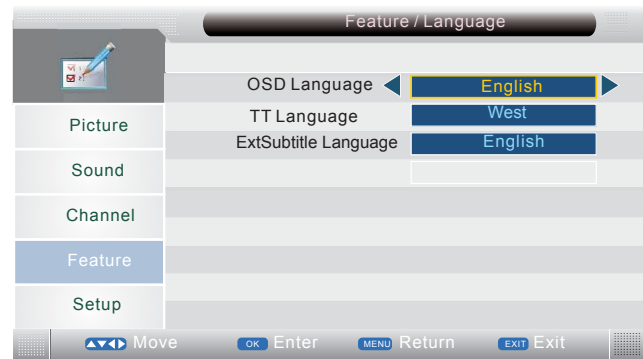 Feature / Language
OSD Language English
TT Language West
ExtSubtitle Language English
Picture
Sound
Channel
Feature
Setup
Move OK Enter MENU Return EXIT Exit